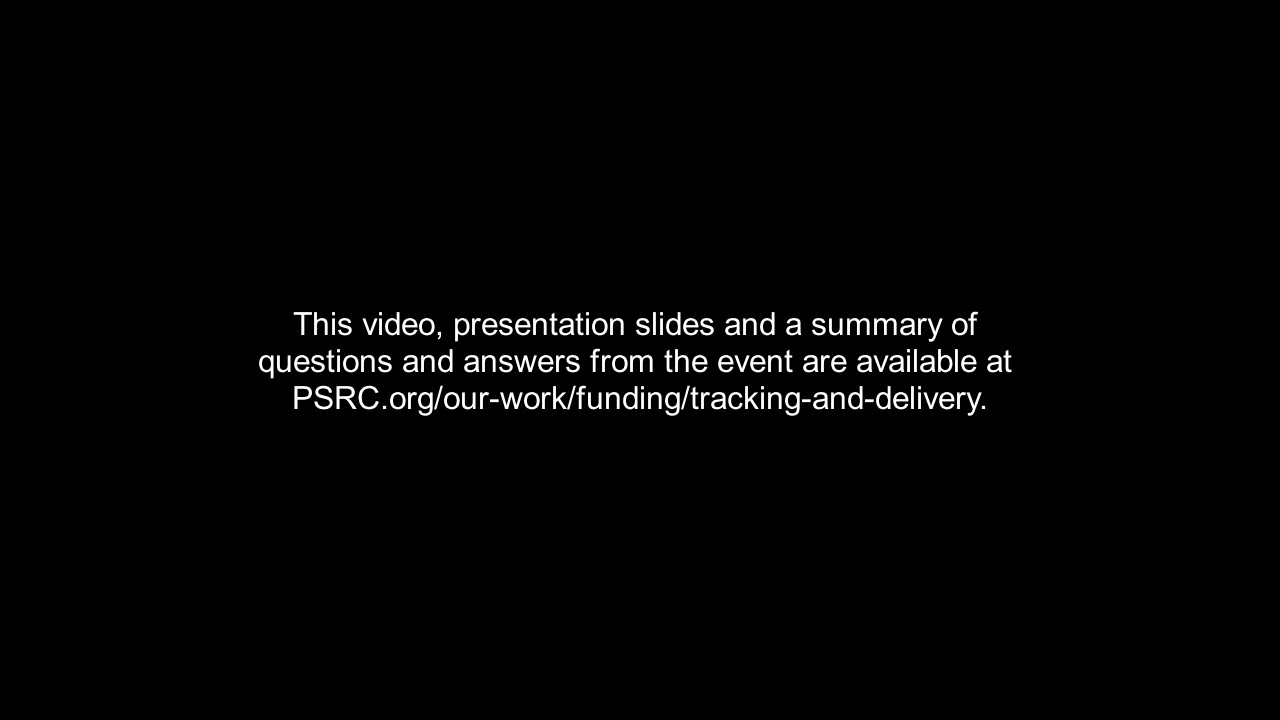 This video, presentation slides and a summary of
questions and answers from the event are available at
PSRC.org/our-work/funding/tracking-and-delivery.